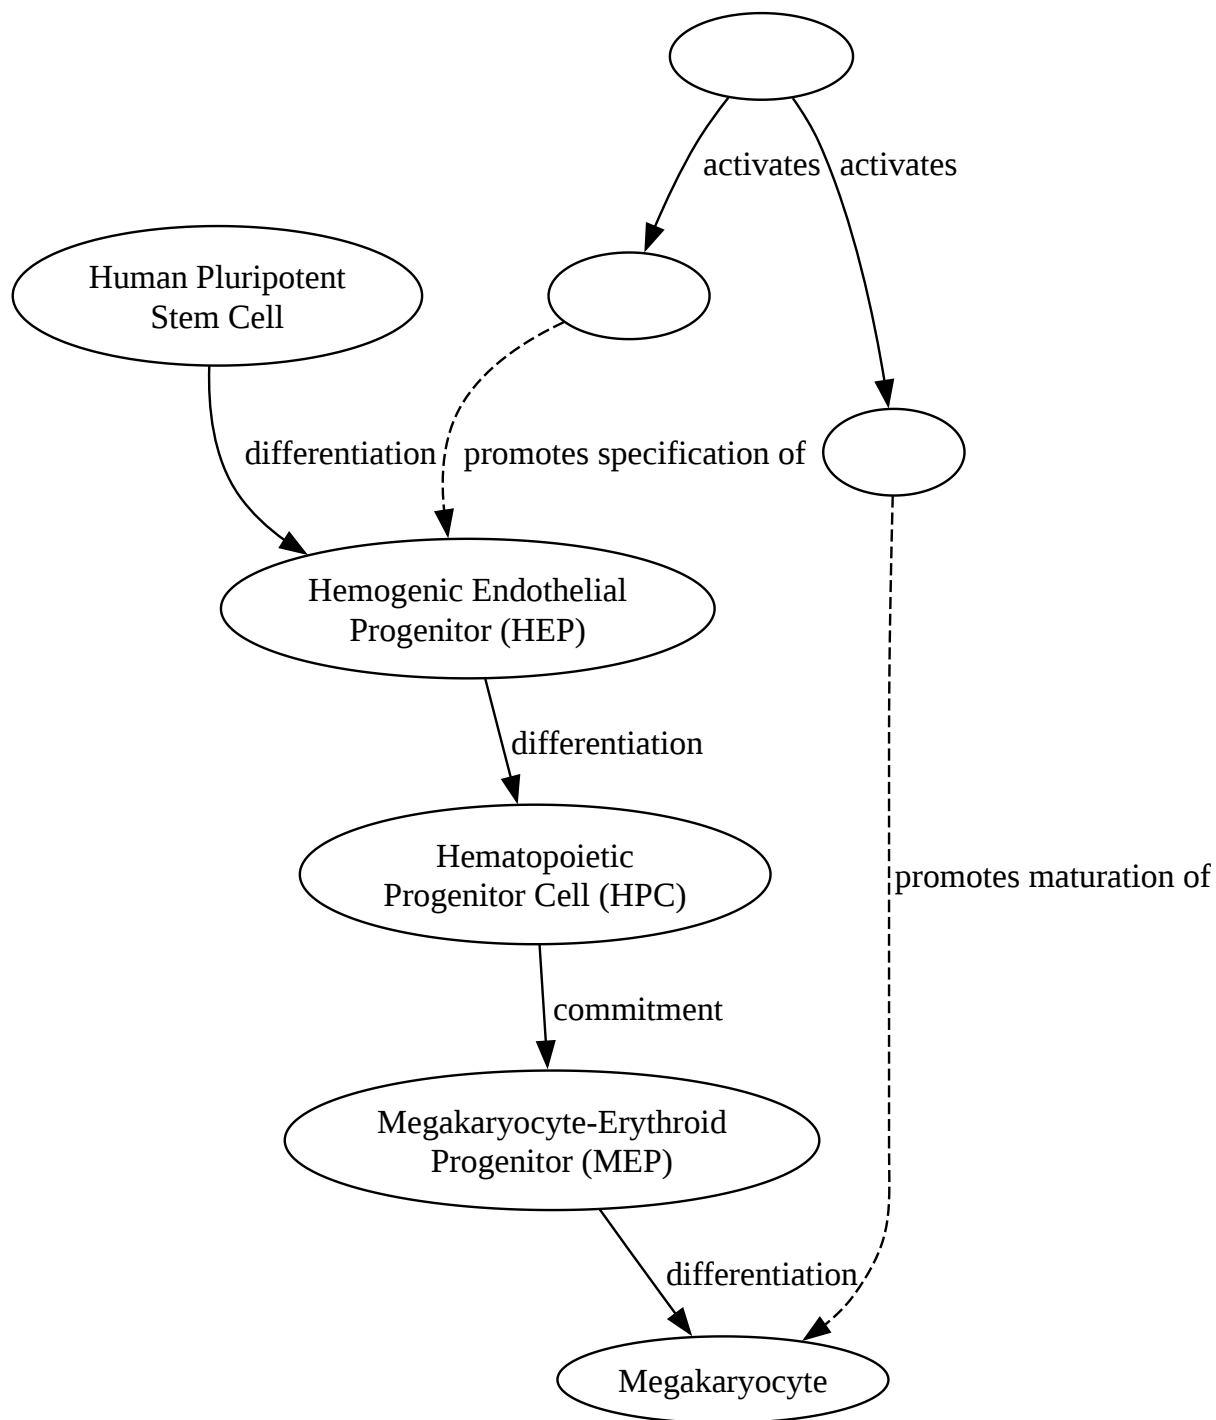 activates
activates
Human Pluripotent
Stem Cell
differentiation
promotes specification of
Hemogenic Endothelial
Progenitor (HEP)
differentiation
Hematopoietic
Progenitor Cell (HPC)
promotes maturation of
commitment
Megakaryocyte-Erythroid
Progenitor (MEP)
differentiation
Megakaryocyte